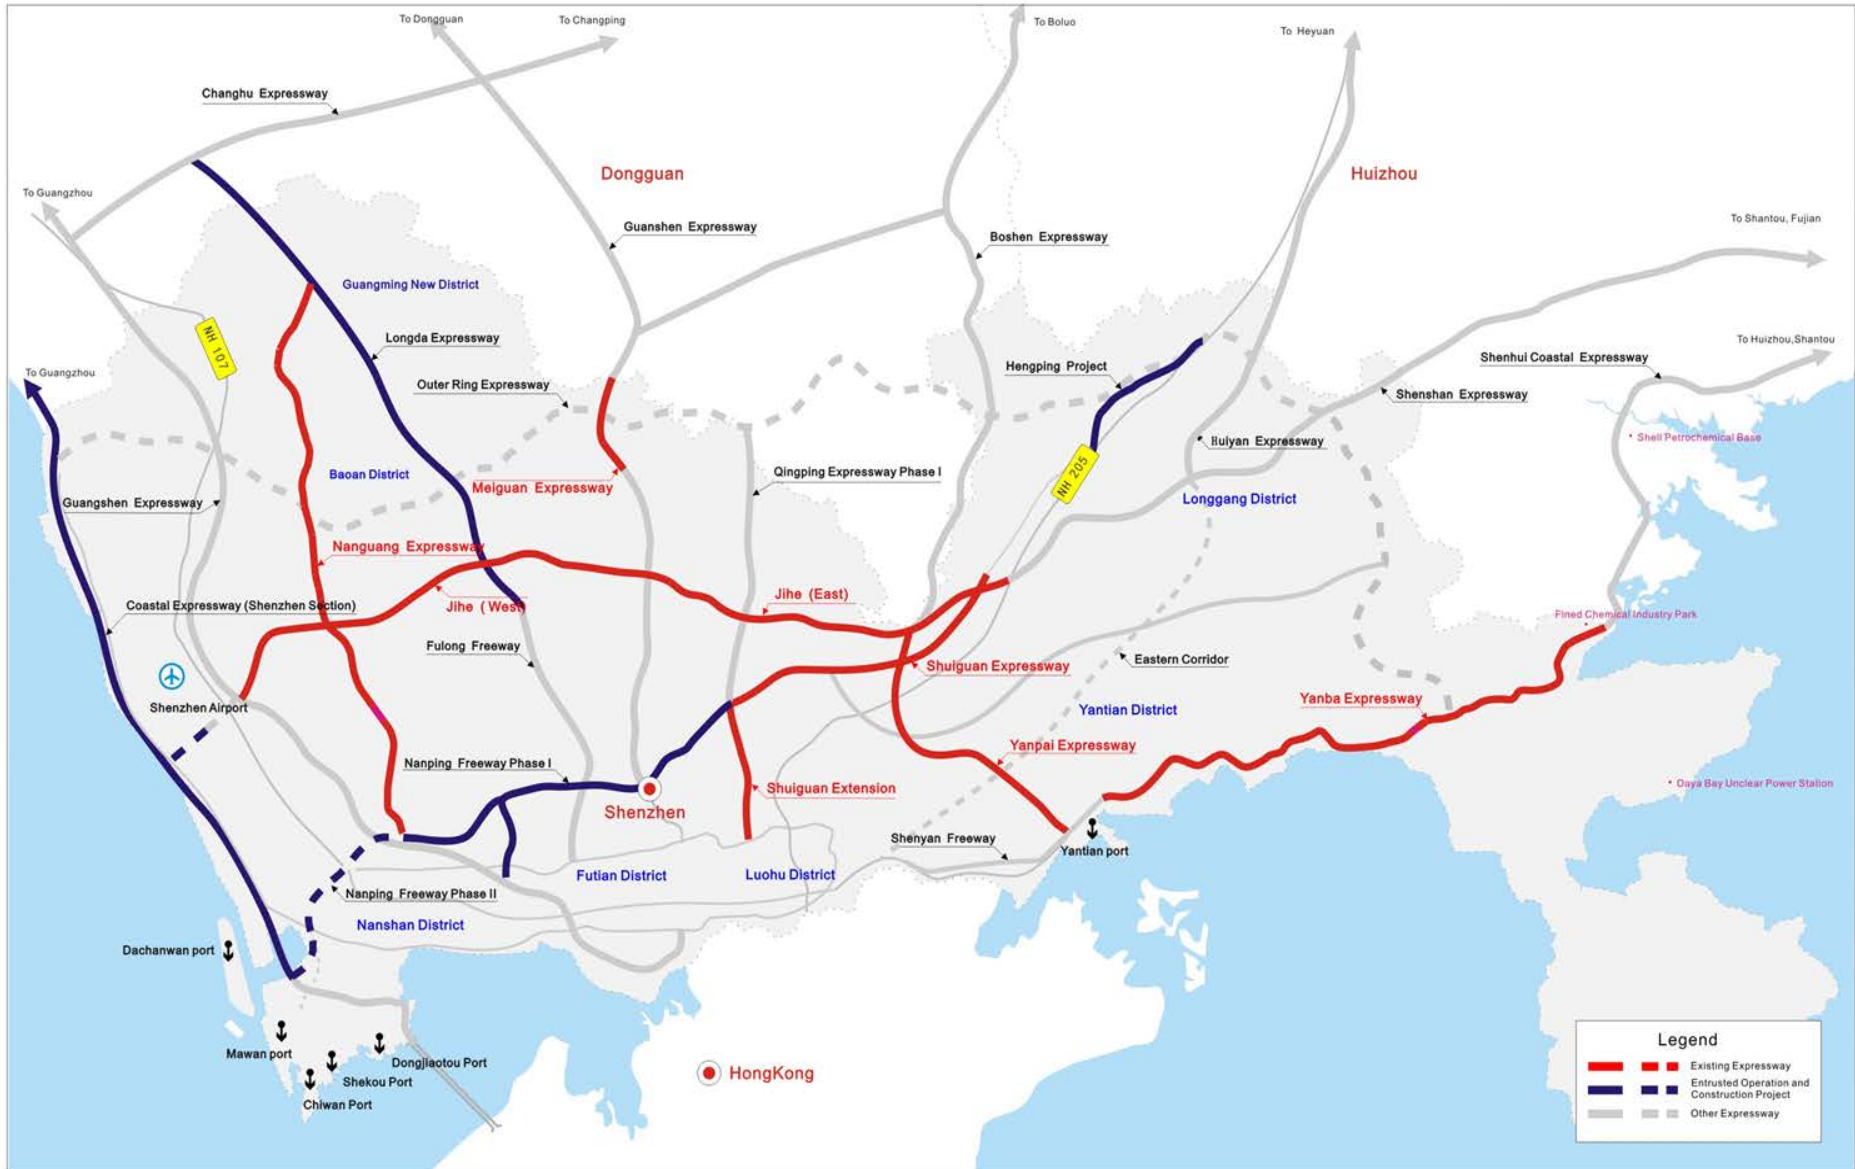 To Dongguan
To Changping
To Boluo
To Heyuan
Changhu Expressway
Dongguan
Huizhou
To Guangzhou
To Shantou, Fujian
Guanshen Expressway
Boshen Expressway
Guangming New District
NH 107
Longda Expressway
To Huizhou,Shantou
Shenhui Coastal Expressway
To Guangzhou
Hengping Project
Outer Ring Expressway
Shenshan Expressway
Huiyan Expressway
Shell Petrochemical Base
Baoan District
Qingping Expressway Phase I
NH 205
Meiguan Expressway
Longgang District
Guangshen Expressway
Nanguang Expressway
Jihe (East)
Coastal Expressway (Shenzhen Section)
Jihe (West)
Fined Chemical Industry Park
Fulong Freeway
Shuiguan Expressway
Eastern Corridor
Yanba Expressway
Shenzhen Airport
Yantian District
Yanpai Expressway
Nanping Freeway Phase I
Shuiguan Extension
Daya Bay Unclear Power Station
Shenzhen
Shenyan Freeway
Yantian port
Futian District
Luohu District
Nanping Freeway Phase II
Nanshan District
Dachanwan port
Mawan port
Dongjiaotou Port
Shekou Port
Chiwan Port
HongKong
Legend
Existing Expressway
Entrusted Operation and
Construction Project
Other Expressway